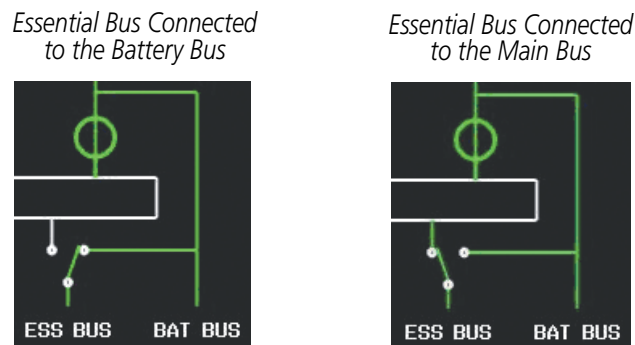 Essential Bus Connected
to the Battery Bus
Essential Bus Connected
to the Main Bus
ESS BUS BAT BUS
ESS BUS BAT BUS